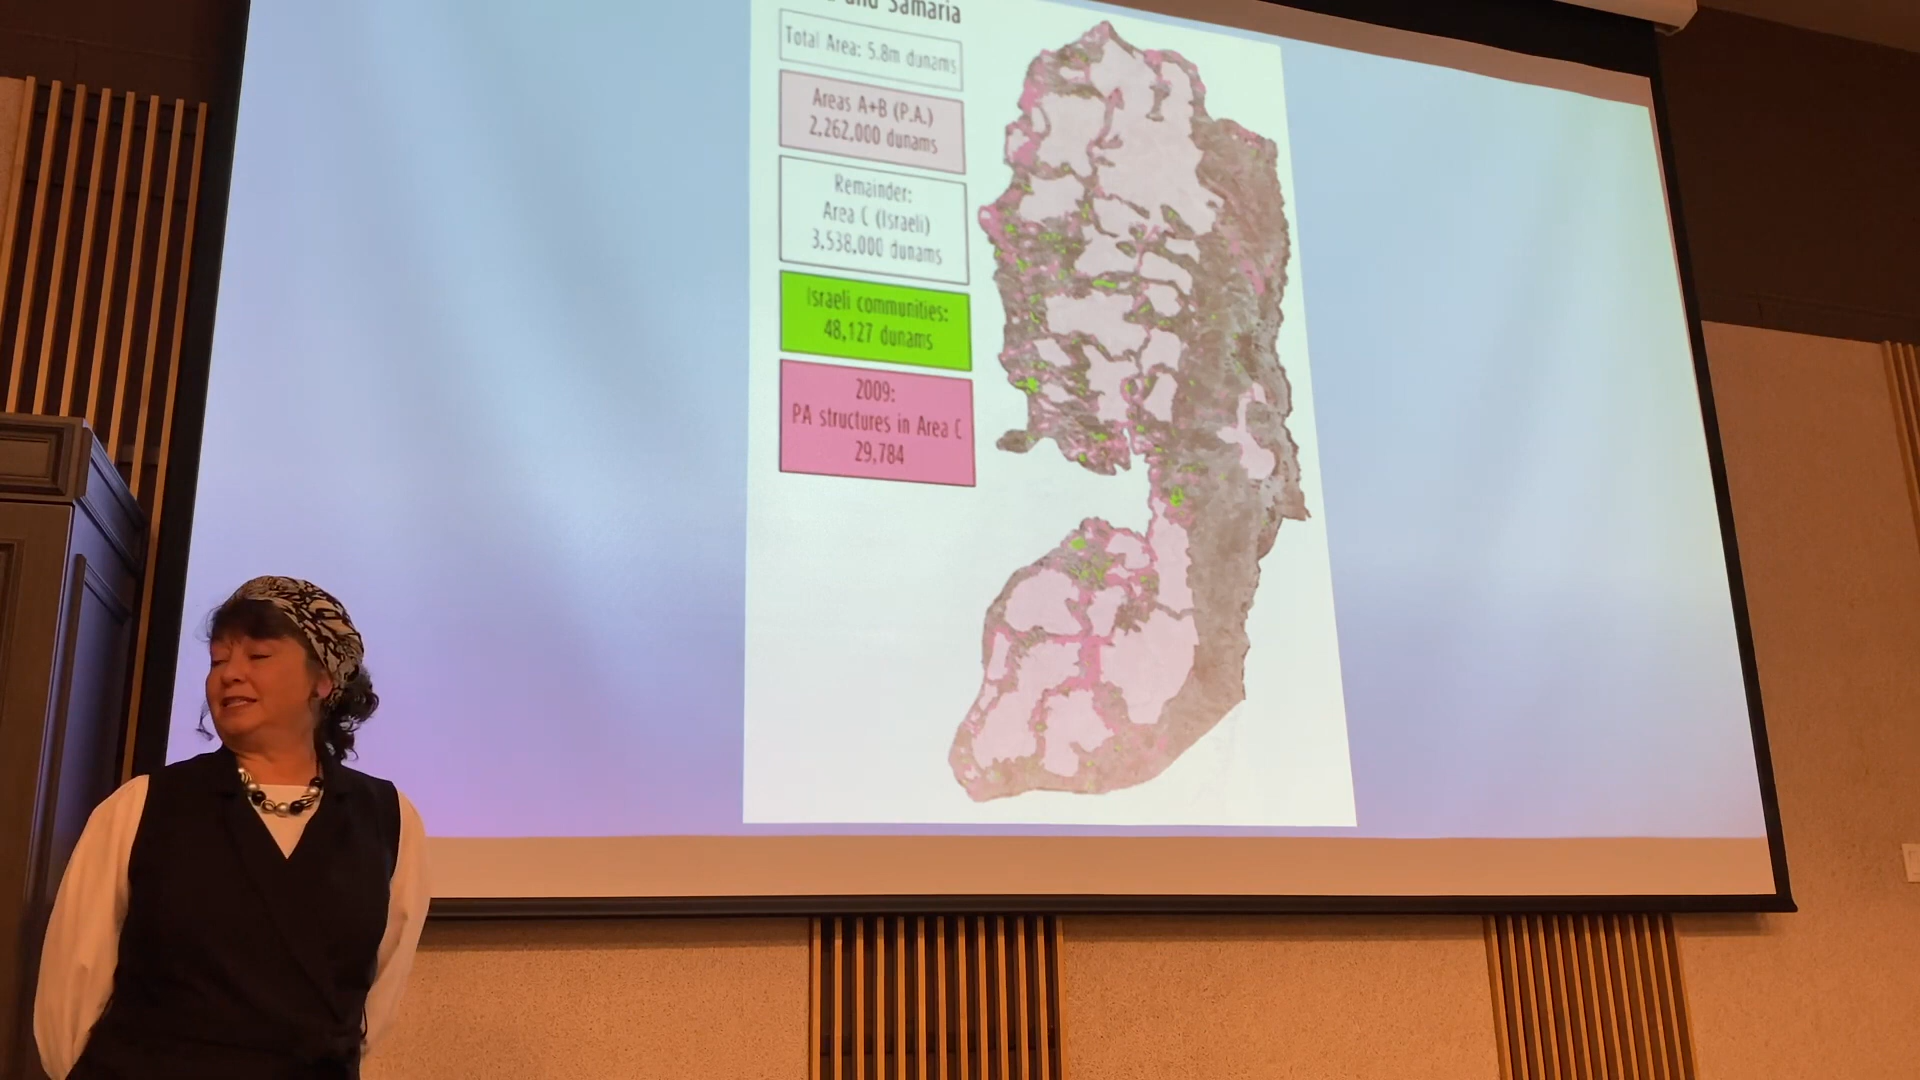 and Samaria
Total Area: 5.8m dunams
Areas A+B (P.A.)
2,262,000 dunams
Remainder:
Area C (Israeli)
3,538,000 dunams
Israeli communities:
48,127 dunams
2009:
PA structures in Area C
29,784